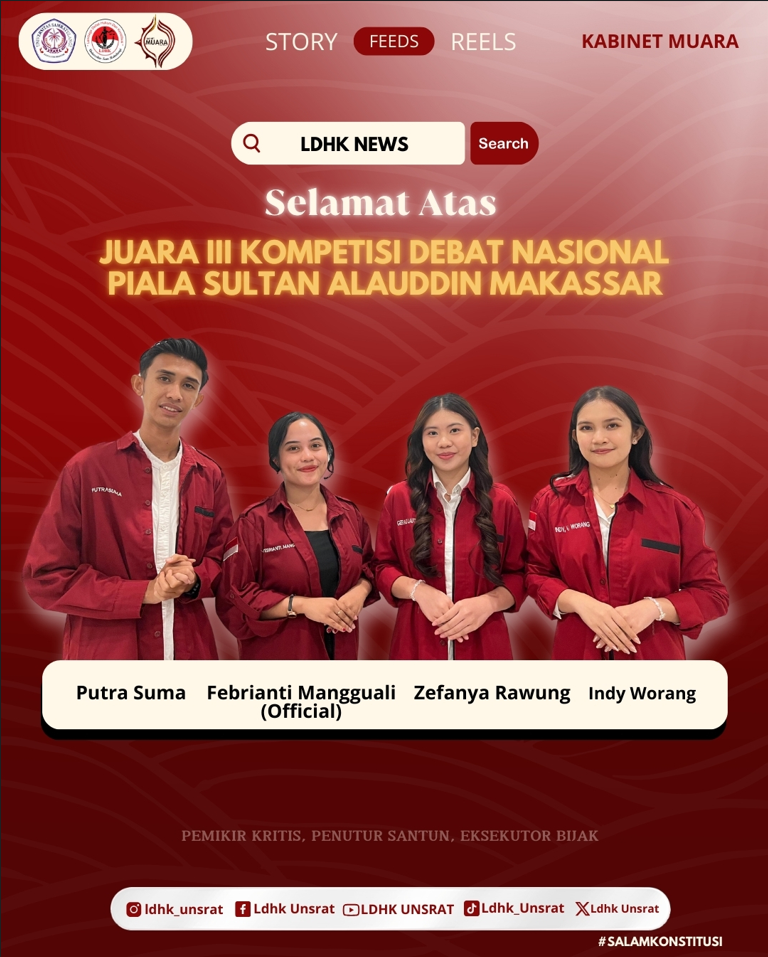 MUARA
STORY
FEEDS
REELS
KABINET MUARA
LDHK NEWS
Search
Selamat Atas
JUARA III KOMPETISI DEBAT NASIONAL
PIALA SULTAN ALAUDDIN MAKASSAR
Putra Suma
Febrianti Mangguali
(Official)
Zefanya Rawung
Indy Worang
PEMIKIR KRITIS, PENUTUR SANTUN, EKSEKUTOR BIJAK
ldhk_unsrat
Ldhk Unsrat
LDHK UNSRAT
Ldhk_Unsrat
Ldhk Unsrat
#SALAMKONSTITUSI